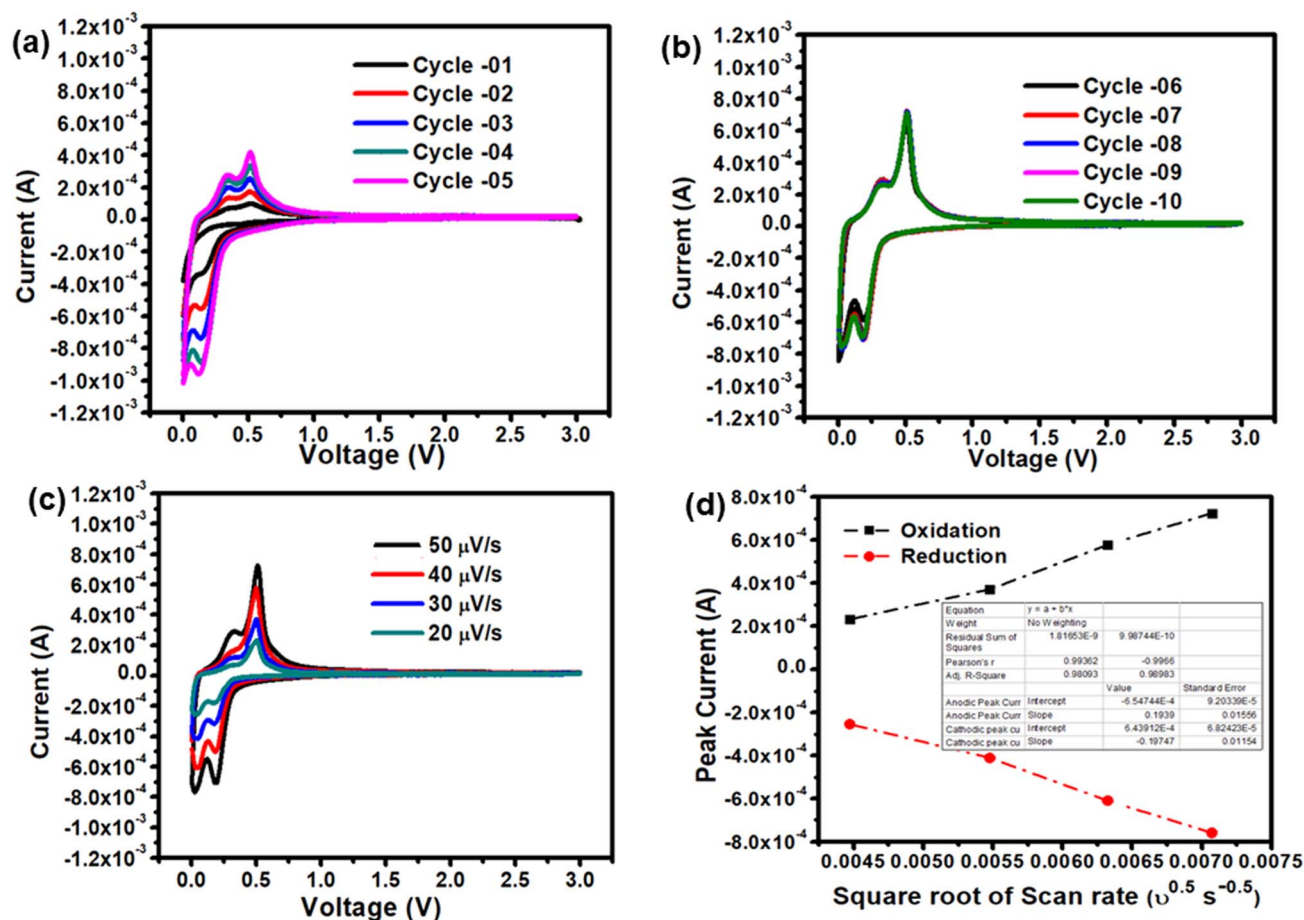 (a)
1.2x10⁻³
1.0x10⁻³
8.0x10⁻⁴
6.0x10⁻⁴
4.0x10⁻⁴
2.0x10⁻⁴
0.0
-2.0x10⁻⁴
-4.0x10⁻⁴
-6.0x10⁻⁴
-8.0x10⁻⁴
-1.0x10⁻³
-1.2x10⁻³
Current (A)
Cycle -01
Cycle -02
Cycle -03
Cycle -04
Cycle -05
0.0 0.5 1.0 1.5 2.0 2.5 3.0
Voltage (V)
(b)
1.2x10⁻³
1.0x10⁻³
8.0x10⁻⁴
6.0x10⁻⁴
4.0x10⁻⁴
2.0x10⁻⁴
0.0
-2.0x10⁻⁴
-4.0x10⁻⁴
-6.0x10⁻⁴
-8.0x10⁻⁴
-1.0x10⁻³
-1.2x10⁻³
Current (A)
Cycle -06
Cycle -07
Cycle -08
Cycle -09
Cycle -10
0.0 0.5 1.0 1.5 2.0 2.5 3.0
Voltage (V)
(c)
1.2x10⁻³
1.0x10⁻³
8.0x10⁻⁴
6.0x10⁻⁴
4.0x10⁻⁴
2.0x10⁻⁴
0.0
-2.0x10⁻⁴
-4.0x10⁻⁴
-6.0x10⁻⁴
-8.0x10⁻⁴
-1.0x10⁻³
-1.2x10⁻³
Current (A)
50 μV/s
40 μV/s
30 μV/s
20 μV/s
0.0 0.5 1.0 1.5 2.0 2.5 3.0
Voltage (V)
(d)
8.0x10⁻⁴
6.0x10⁻⁴
4.0x10⁻⁴
2.0x10⁻⁴
0.0
-2.0x10⁻⁴
-4.0x10⁻⁴
-6.0x10⁻⁴
-8.0x10⁻⁴
Peak Current (A)
Oxidation
Reduction
Equation y = a + b*x
Weight No Weighting
Residual Sum of Squares 1.81653E-9 9.98744E-10
Pearson's r 0.99362 -0.9966
Adj. R-Square 0.98093 0.98983
Value Standard Error
Anodic Peak Curr Intercept -6.54744E-4 9.20339E-5
Anodic Peak Curr Slope 0.1939 0.01556
Cathodic peak cu Intercept 6.43912E-4 6.82423E-5
Cathodic peak cu Slope -0.19747 0.01154
0.0045 0.0050 0.0055 0.0060 0.0065 0.0070 0.0075
Square root of Scan rate (υ⁰·⁵ s⁻⁰·⁵)